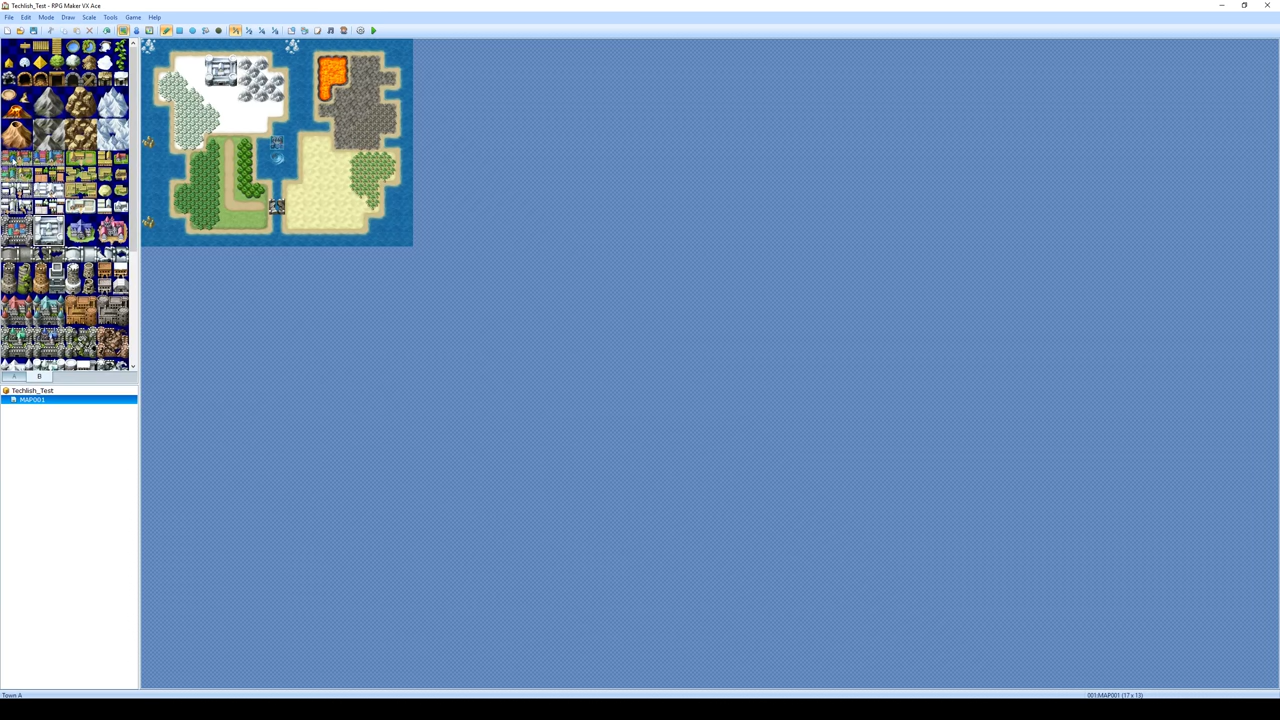 Techlish_Test - RPG Maker VX Ace
File Edit Mode Draw Scale Tools Game Help
A B
Techlish_Test
MAP001
Town A
001:MAP001 (17 x 13)